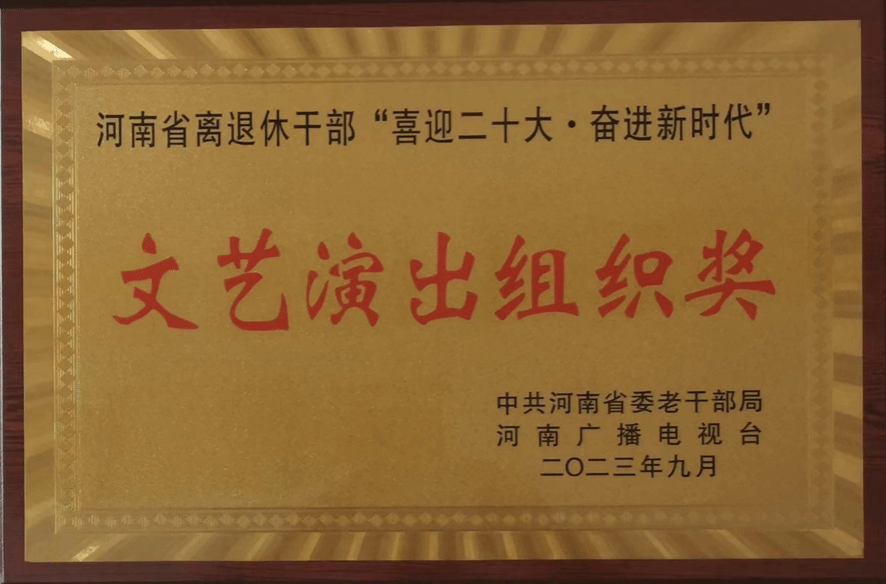 河南省离退休干部“喜迎二十大·奋进新时代”
文艺演出组织奖
中共河南省委老干部局
河南广播电视台
二〇二三年九月